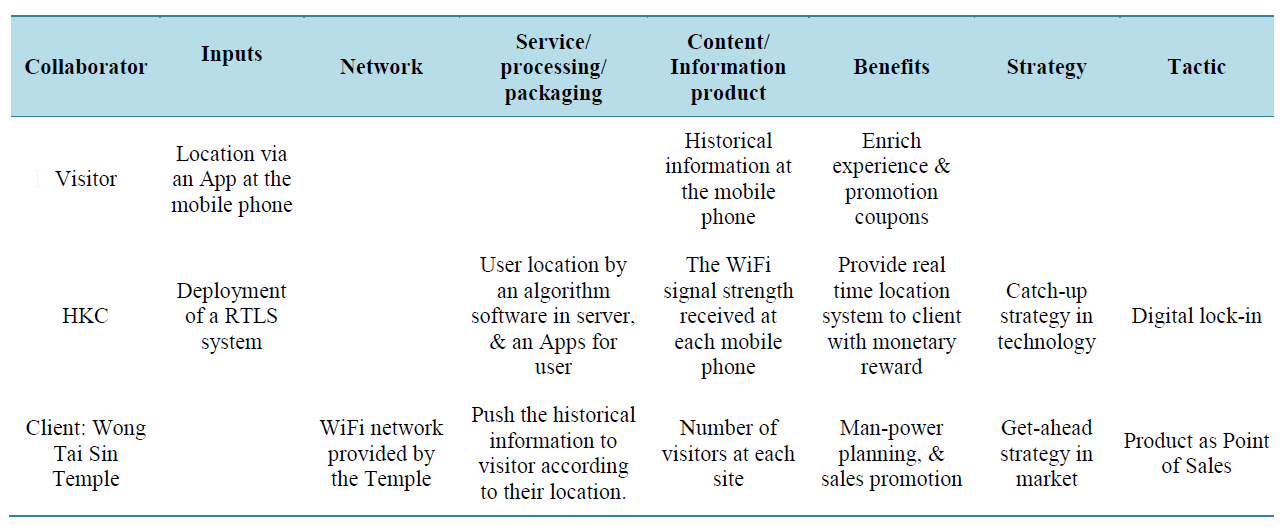 Collaborator
Inputs
Network
Service/
processing/
packaging
Content/
Information
product
Benefits
Strategy
Tactic
Visitor
Location via
an App at the
mobile phone
Historical
information at
the mobile
phone
Enrich
experience &
promotion
coupons
HKC
Deployment
of a RTLS
system
User location by
an algorithm
software in server,
& an Apps for
user
The WiFi
signal strength
received at
each mobile
phone
Provide real
time location
system to client
with monetary
reward
Catch-up
strategy in
technology
Digital lock-in
Client: Wong
Tai Sin
Temple
WiFi network
provided by
the Temple
Push the historical
information to
visitor according
to their location.
Number of
visitors at each
site
Man-power
planning, &
sales promotion
Get-ahead
strategy in
market
Product as Point
of Sales